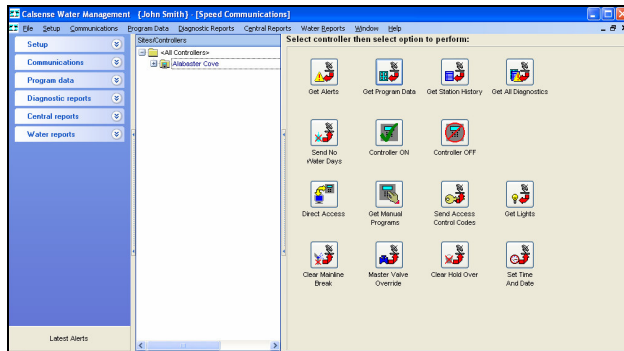 Calsense Water Management {John Smith} - [Speed Communications]
File Setup Communications Program Data Diagnostic Reports Central Reports Water Reports Window Help
Sites/Controllers
Select controller then select option to perform:
Setup
Communications
Program data
Diagnostic reports
Central reports
Water reports
<All Controllers>
Alabaster Cove
Get Alerts
Get Program Data
Get Station History
Get All Diagnostics
Send No
Water Days
Controller ON
Controller OFF
Direct Access
Get Manual
Programs
Send Access
Control Codes
Get Lights
Clear Mainline
Break
Master Valve
Override
Clear Hold Over
Set Time
And Date
Latest Alerts